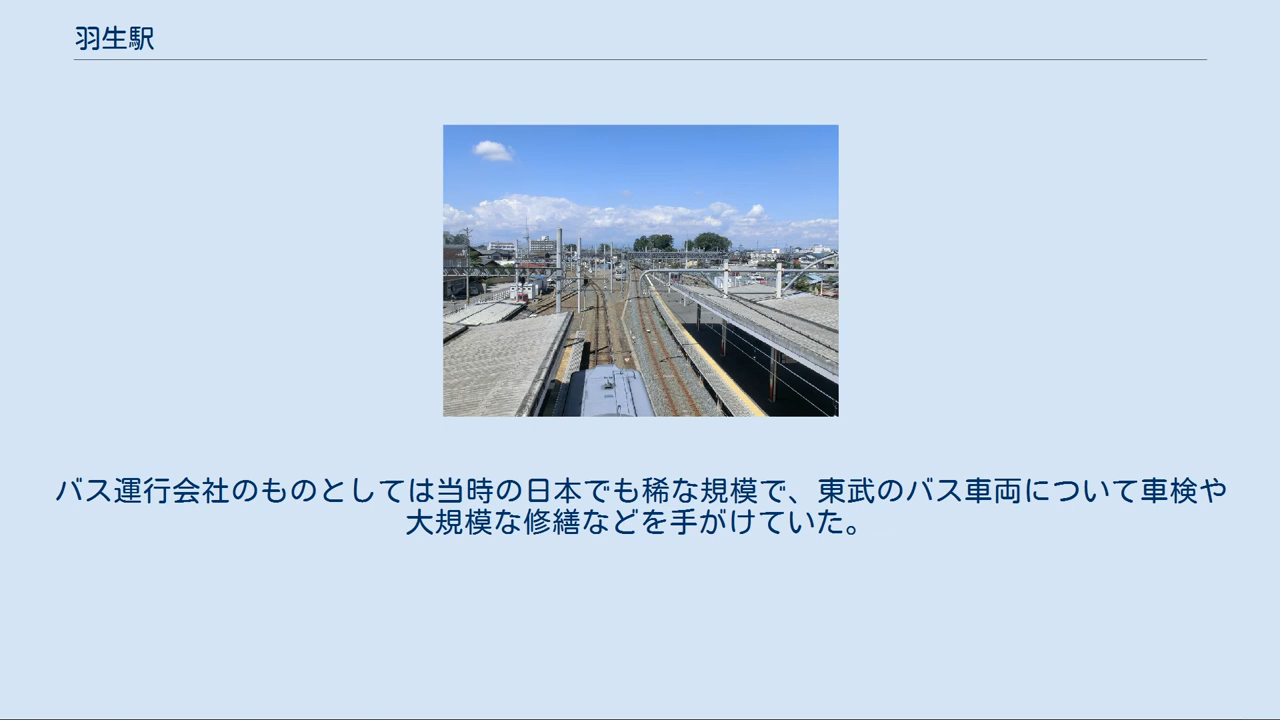 羽生駅
バス運行会社のものとしては当時の日本でも稀な規模で、東武のバス車両について車検や
大規模な修繕などを手がけていた。